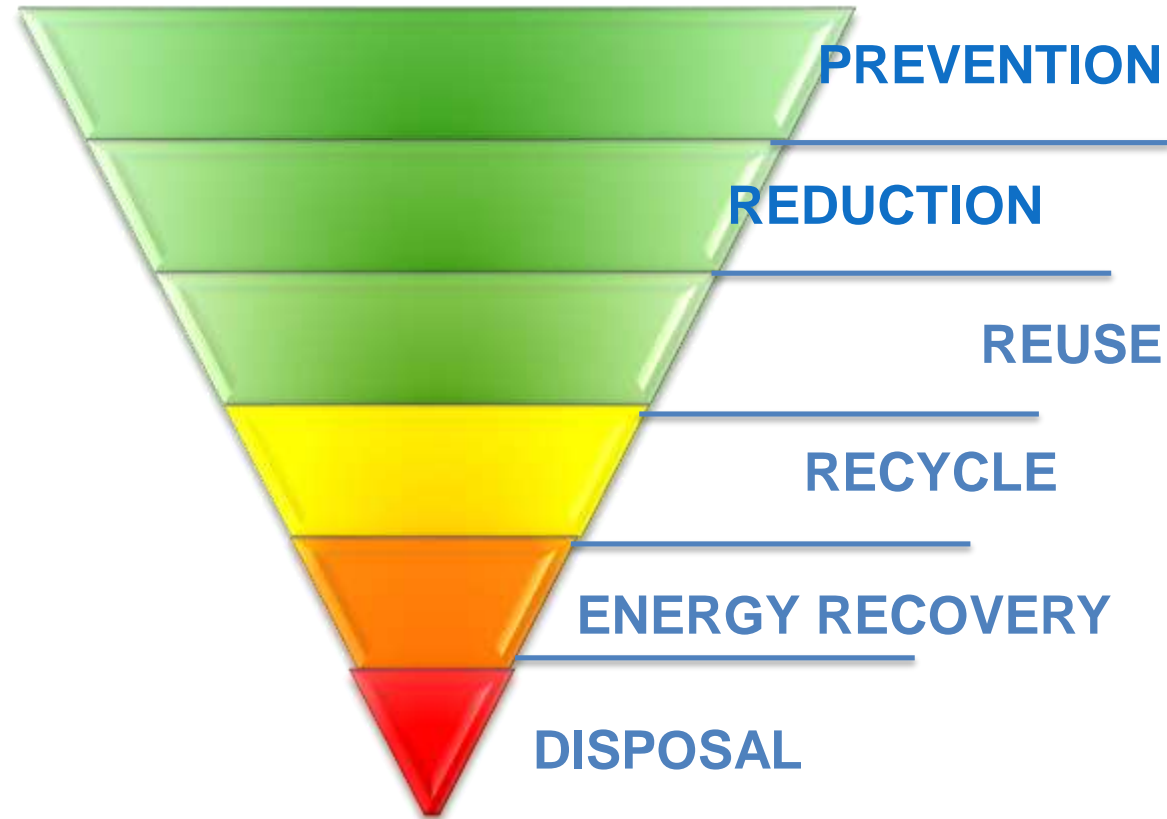 PREVENTION
REDUCTION
REUSE
RECYCLE
ENERGY RECOVERY
DISPOSAL